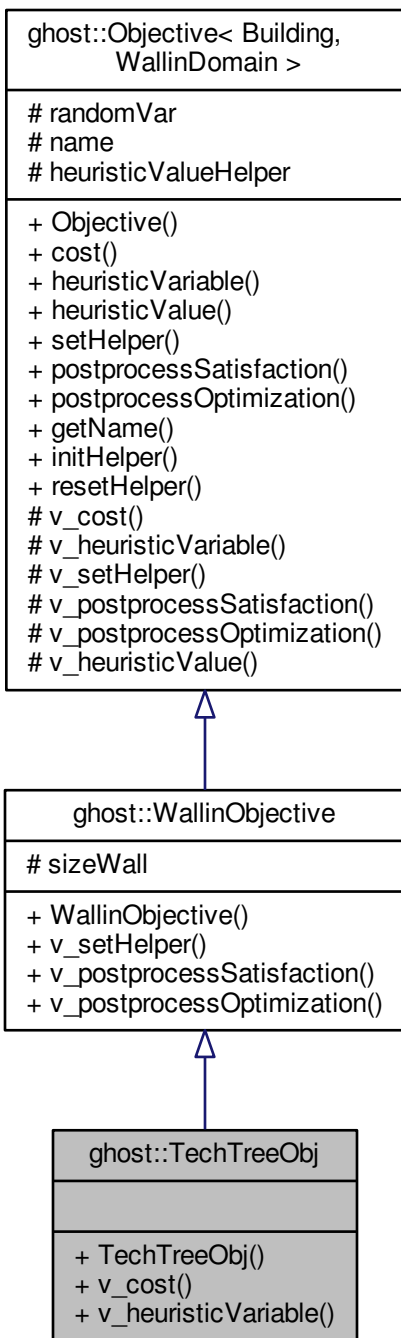 ghost::Objective< Building,
WallinDomain >
# randomVar
# name
# heuristicValueHelper
+ Objective()
+ cost()
+ heuristicVariable()
+ heuristicValue()
+ setHelper()
+ postprocessSatisfaction()
+ postprocessOptimization()
+ getName()
+ initHelper()
+ resetHelper()
# v_cost()
# v_heuristicVariable()
# v_setHelper()
# v_postprocessSatisfaction()
# v_postprocessOptimization()
# v_heuristicValue()
ghost::WallinObjective
# sizeWall
+ WallinObjective()
+ v_setHelper()
+ v_postprocessSatisfaction()
+ v_postprocessOptimization()
ghost::TechTreeObj
+ TechTreeObj()
+ v_cost()
+ v_heuristicVariable()